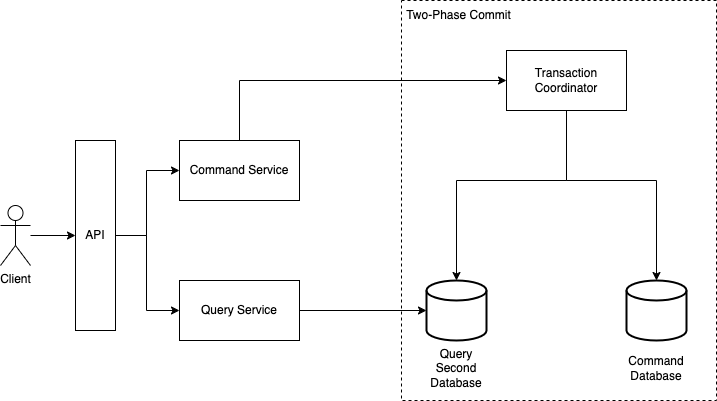 Two-Phase Commit
Transaction
Coordinator
Command Service
API
Client
Query Service
Query
Second
Database
Command
Database